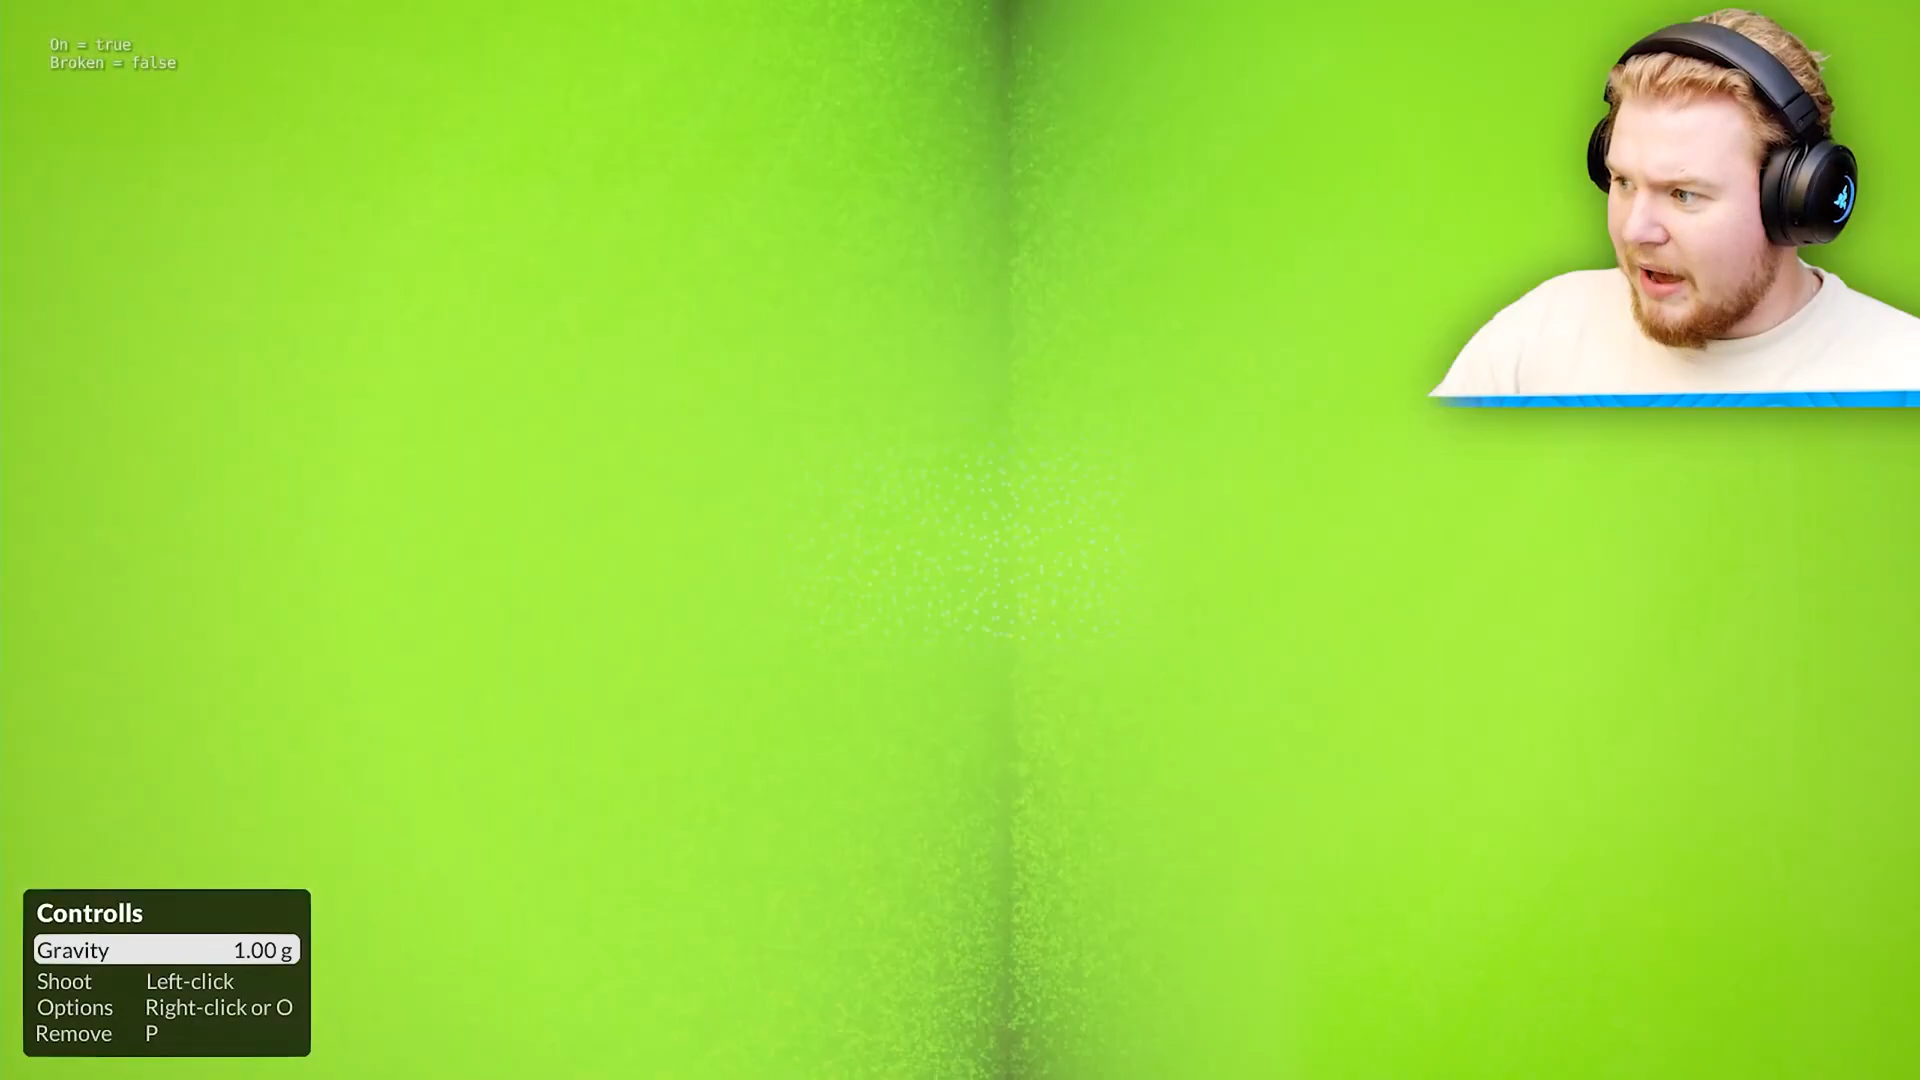 On = true
Broken = false
Controlls
Gravity 1.00 g
Shoot Left-click
Options Right-click or O
Remove P